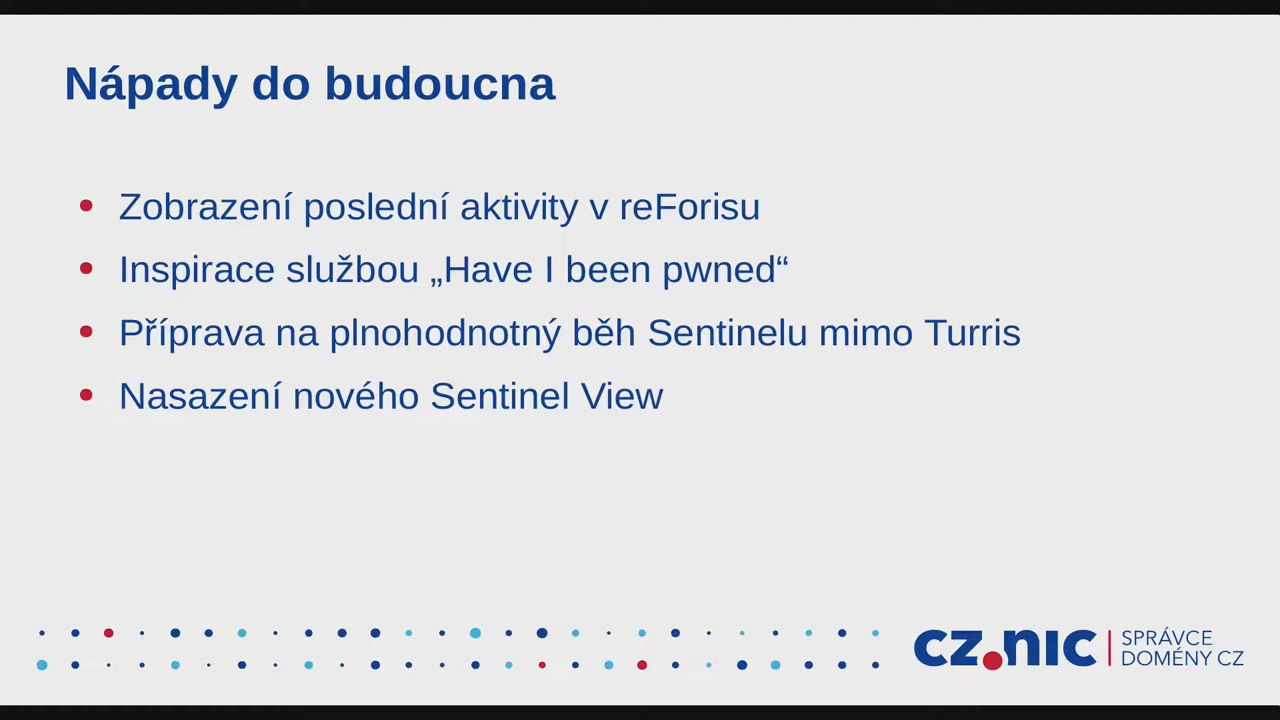 Nápady do budoucna
Zobrazení poslední aktivity v reForisu
Inspirace službou „Have I been pwned“
Příprava na plnohodnotný běh Sentinelu mimo Turris
Nasazení nového Sentinel View
CZ.NIC
SPRÁVCE
DOMÉNY CZ